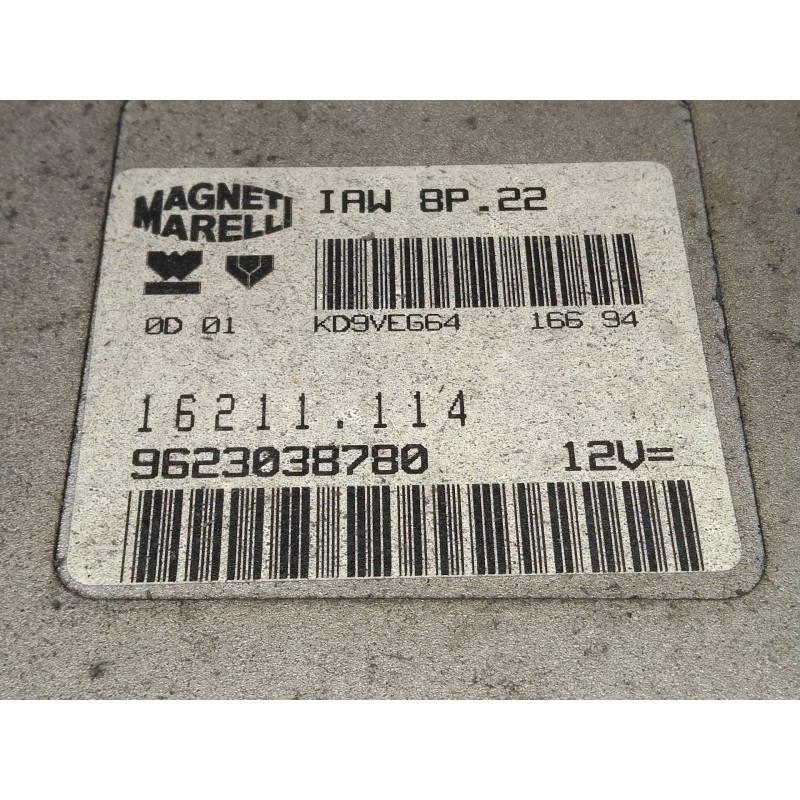 MAGNETI MARELLI
IAW 8P.22
0D 01
KD9VEG64 166 94
16211.114
9623038780 12V=